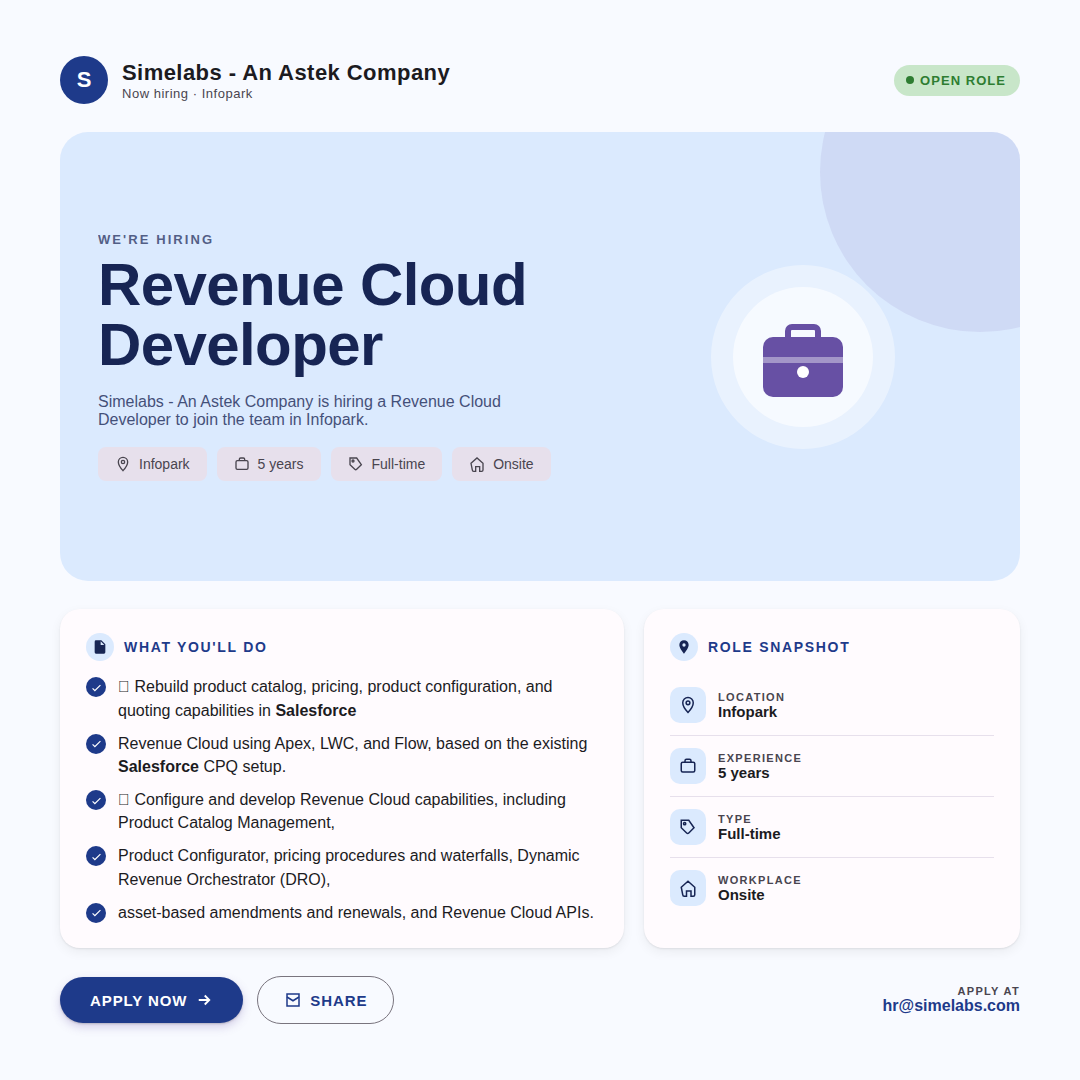 S
Simelabs - An Astek Company
Now hiring · Infopark
OPEN ROLE
WE'RE HIRING
Revenue Cloud
Developer
Simelabs - An Astek Company is hiring a Revenue Cloud
Developer to join the team in Infopark.
Infopark
5 years
Full-time
Onsite
WHAT YOU'LL DO
Rebuild product catalog, pricing, product configuration, and
quoting capabilities in Salesforce
Revenue Cloud using Apex, LWC, and Flow, based on the existing
Salesforce CPQ setup.
Configure and develop Revenue Cloud capabilities, including
Product Catalog Management,
Product Configurator, pricing procedures and waterfalls, Dynamic
Revenue Orchestrator (DRO),
asset-based amendments and renewals, and Revenue Cloud APIs.
ROLE SNAPSHOT
LOCATION
Infopark
EXPERIENCE
5 years
TYPE
Full-time
WORKPLACE
Onsite
APPLY NOW
SHARE
APPLY AT
hr@simelabs.com